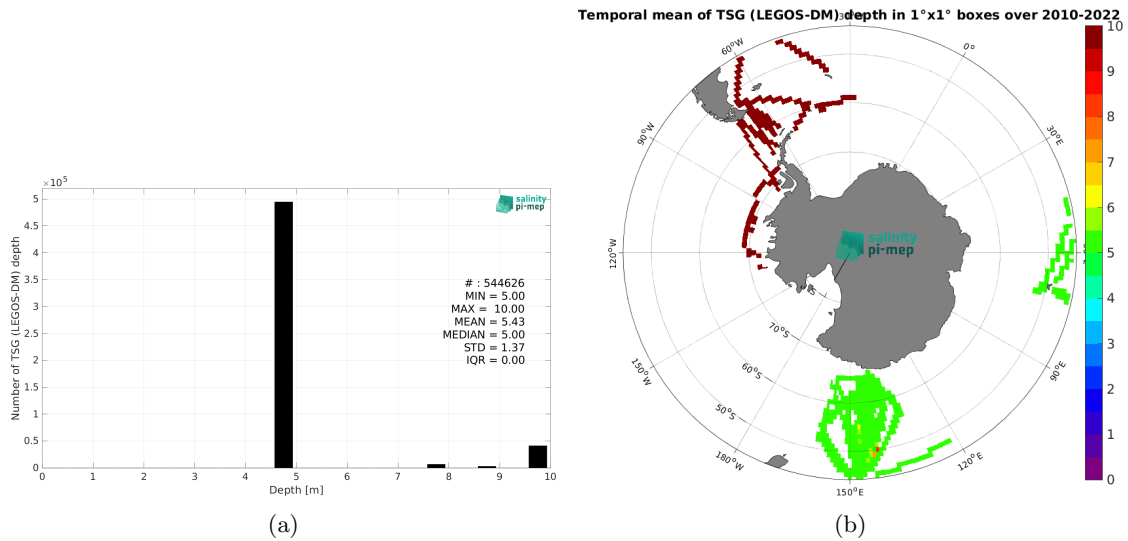 ×10^5
5
4.5
4
3.5
3
2.5
2
1.5
1
0.5
0
Number of TSG (LEGOS-DM) depth
0 1 2 3 4 5 6 7 8 9 10
Depth [m]
salinity
pi-mep
# : 544626
MIN = 5.00
MAX = 10.00
MEAN = 5.43
MEDIAN = 5.00
STD = 1.37
IQR = 0.00
(a)
Temporal mean of TSG (LEGOS-DM) depth in 1°x1° boxes over 2010-2022
60°W
0°
90°W
30°E
120°W
150°W
90°E
180°W
120°E
150°E
70°S
60°S
50°S
salinity
pi-mep
10
9
8
7
6
5
4
3
2
1
0
(b)